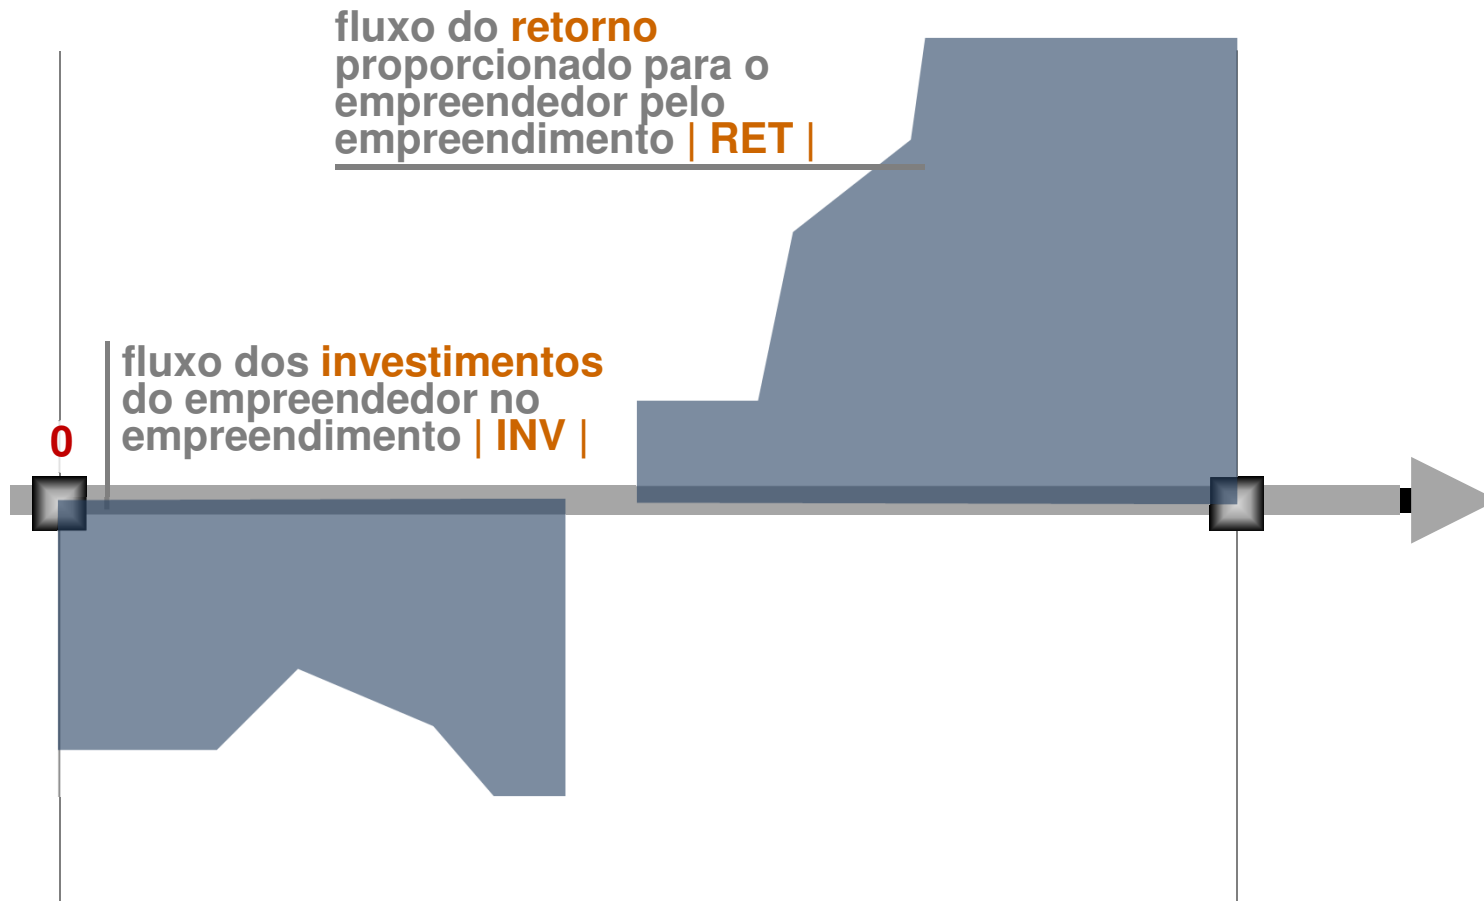 fluxo do retorno
proporcionado para o
empreendedor pelo
empreendimento | RET |
fluxo dos investimentos
do empreendedor no
empreendimento | INV |
0